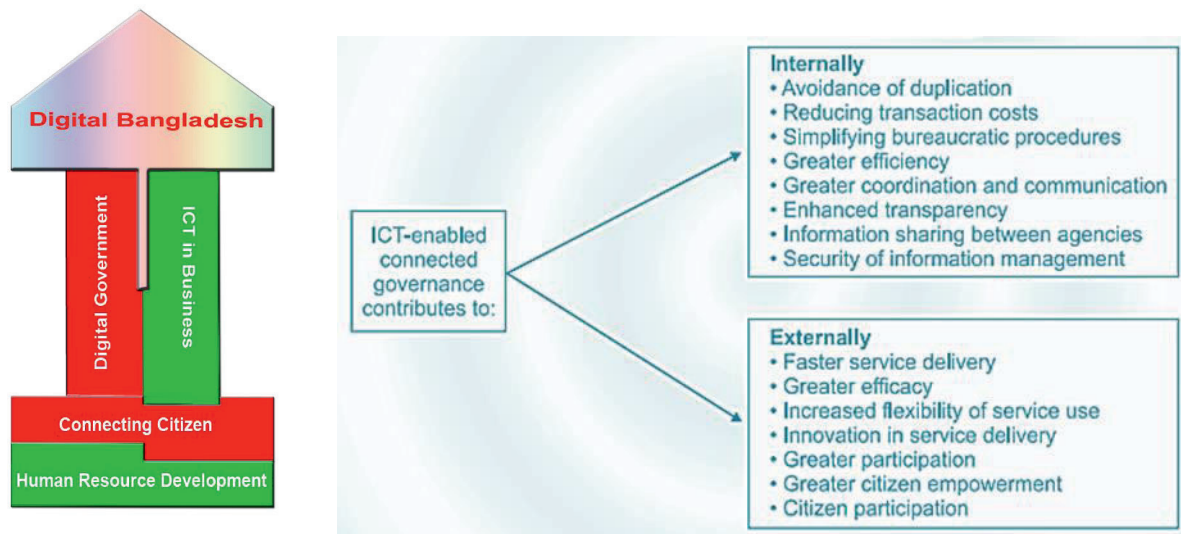 Digital Bangladesh
Digital Government
ICT in Business
Connecting Citizen
Human Resource Development
ICT-enabled
connected
governance
contributes to:
Internally
• Avoidance of duplication
• Reducing transaction costs
• Simplifying bureaucratic procedures
• Greater efficiency
• Greater coordination and communication
• Enhanced transparency
• Information sharing between agencies
• Security of information management
Externally
• Faster service delivery
• Greater efficacy
• Increased flexibility of service use
• Innovation in service delivery
• Greater participation
• Greater citizen empowerment
• Citizen participation